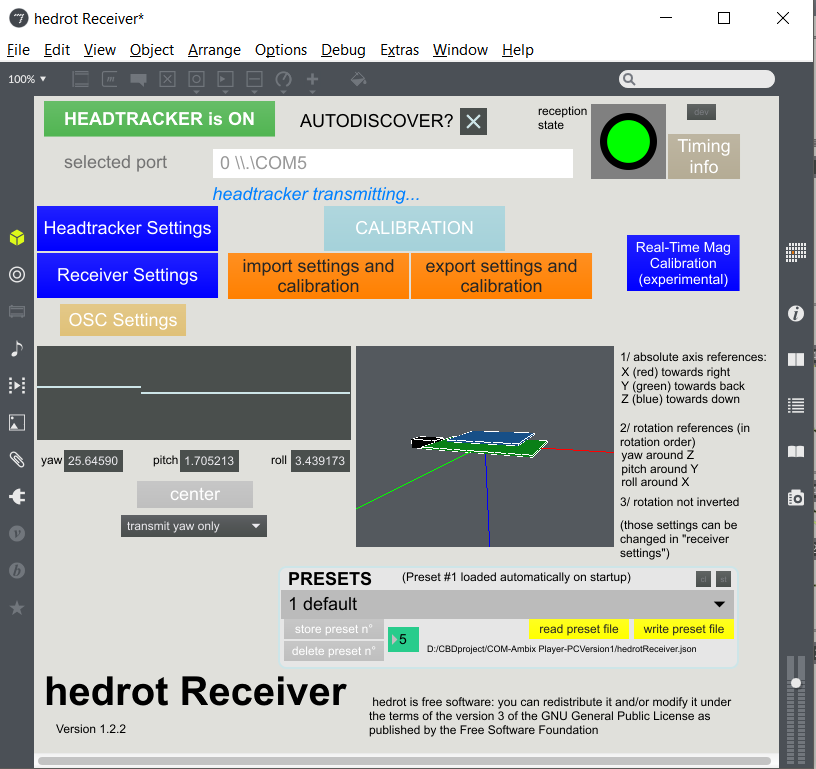 hedrot Receiver*
File Edit View Object Arrange Options Debug Extras Window Help
100%
HEADTRACKER is ON
AUTODISCOVER?
reception
state
dev
Timing
info
selected port
0 \\.\COM5
headtracker transmitting...
Headtracker Settings
CALIBRATION
Receiver Settings
import settings and
calibration
export settings and
calibration
Real-Time Mag
Calibration
(experimental)
OSC Settings
1/ absolute axis references:
X (red) towards right
Y (green) towards back
Z (blue) towards down
2/ rotation references (in
rotation order)
yaw around Z
pitch around Y
roll around X
3/ rotation not inverted
(those settings can be
changed in "receiver
settings")
yaw 25.64590 pitch 1.705213 roll 3.439173
center
transmit yaw only
PRESETS (Preset #1 loaded automatically on startup)
1 default
store preset n°
delete preset n°
5
read preset file
write preset file
D:/CBDproject/COM-Ambix Player-PCVersion1/hedrotReceiver.json
hedrot Receiver
Version 1.2.2
hedrot is free software: you can redistribute it and/or modify it under
the terms of the version 3 of the GNU General Public License as
published by the Free Software Foundation